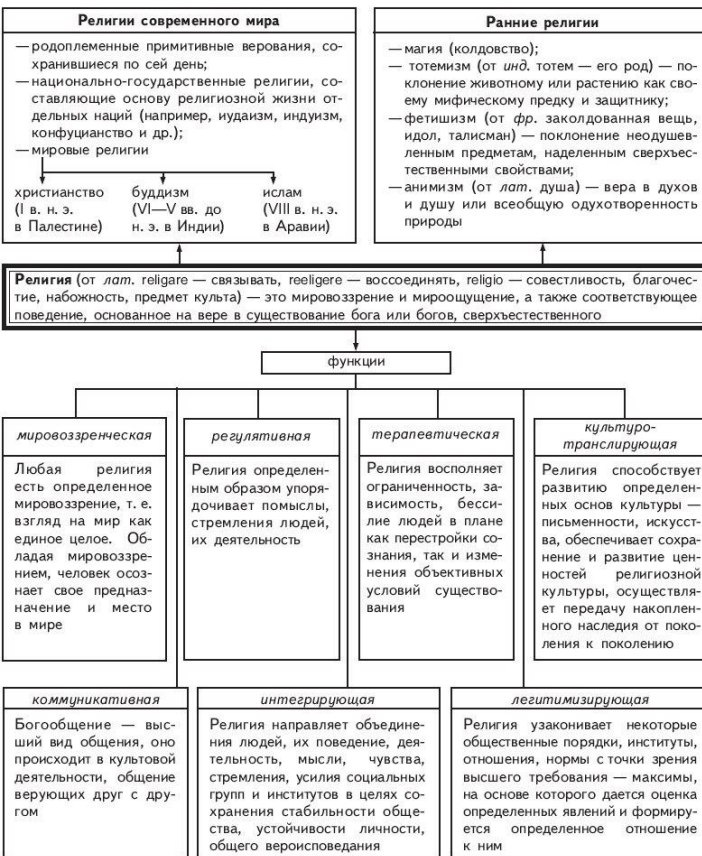 Религии современного мира
— родоплеменные примитивные верования, со-
хранившиеся по сей день;
— национально-государственные религии, со-
ставляющие основу религиозной жизни от-
дельных наций (например, иудаизм, индуизм,
конфуцианство и др.);
— мировые религии
христианство
(I в. н. э.
в Палестине)
буддизм
(VI—V вв. до
н. э. в Индии)
ислам
(VIII в. н. э.
в Аравии)
Ранние религии
— магия (колдовство);
— тотемизм (от инд. тотем — его род) — по-
клонение животному или растению как сво-
ему мифическому предку и защитнику;
— фетишизм (от фр. заколдованная вещь,
идол, талисман) — поклонение неодушев-
ленным предметам, наделенным сверхъес-
тественными свойствами;
— анимизм (от лат. душа) — вера в духов
и душу или всеобщую одухотворенность
природы
Религия (от лат. religare — связывать, reeligere — воссоединять, religio — совестливость, благочес-
тие, набожность, предмет культа) — это мировоззрение и мироощущение, а также соответствующее
поведение, основанное на вере в существование бога или богов, сверхъестественного
функции
мировоззренческая
Любая религия
есть определенное
мировоззрение, т. е.
взгляд на мир как
единое целое. Об-
ладая мировоззре-
нием, человек осоз-
нает свое предназ-
начение и место
в мире
регулятивная
Религия определен-
ным образом упоря-
дочивает помыслы,
стремления людей,
их деятельность
терапевтическая
Религия восполняет
ограниченность, за-
висимость, бесси-
лие людей в плане
как перестройки со-
знания, так и изме-
нения объективных
условий существо-
вания
культуро-
транслирующая
Религия способствует
развитию определен-
ных основ культуры —
письменности, искусст-
ва, обеспечивает сохра-
нение и развитие цен-
ностей религиозной
культуры, осуществля-
ет передачу накоплен-
ного наследия от поко-
ления к поколению
коммуникативная
Богообщение — выс-
ший вид общения, оно
происходит в культовой
деятельности, общение
верующих друг с дру-
гом
интегрирующая
Религия направляет объедине-
ния людей, их поведение, дея-
тельность, мысли, чувства,
стремления, усилия социальных
групп и институтов в целях со-
хранения стабильности общес-
тва, устойчивости личности,
общего вероисповедания
легитимизирующая
Религия узаконивает некоторые
общественные порядки, институты,
отношения, нормы с точки зрения
высшего требования — максимы,
на основе которого дается оценка
определенных явлений и формиру-
ется определенное отношение
к ним